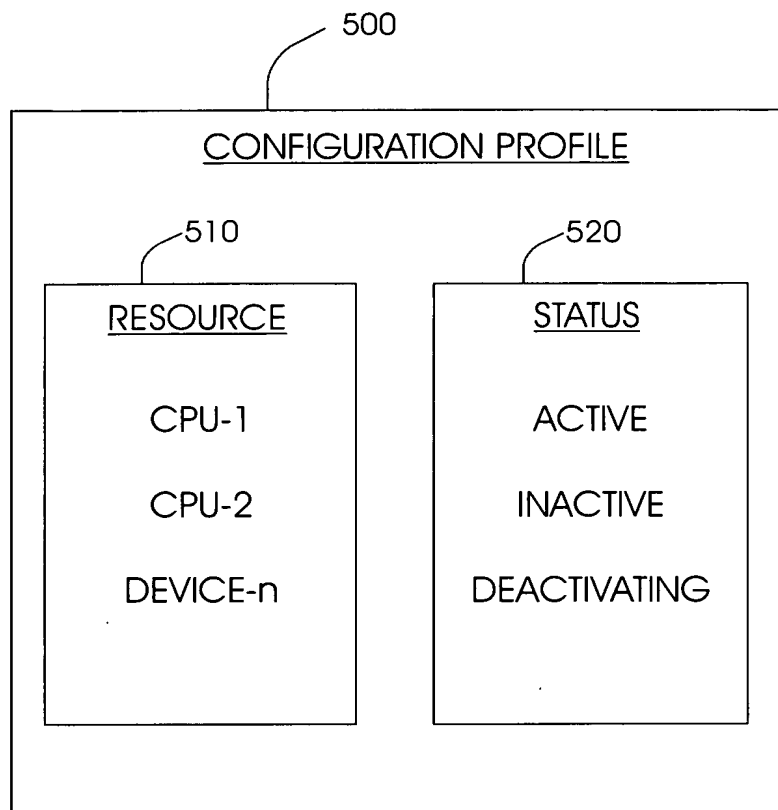 500
CONFIGURATION PROFILE
510
520
RESOURCE
STATUS
CPU-1
ACTIVE
CPU-2
INACTIVE
DEVICE-n
DEACTIVATING